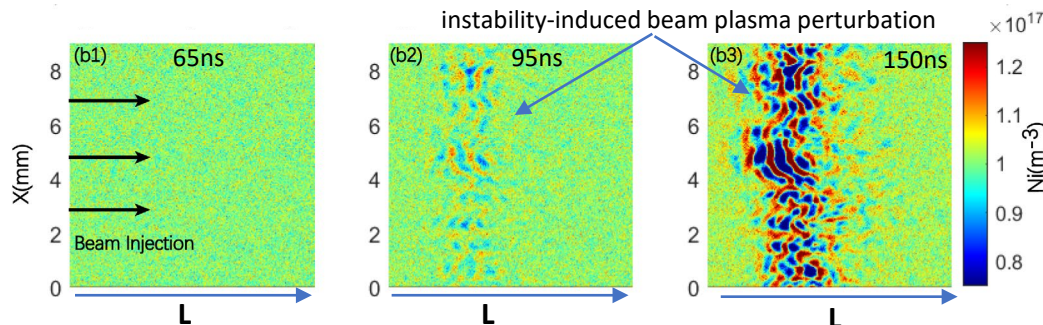 instability-induced beam plasma perturbation
×10¹⁷
(b1) 65ns
(b2) 95ns
(b3) 150ns
8
6
4
2
0
X(mm)
Beam Injection
8
6
4
2
0
8
6
4
2
0
1.2
1.1
1
0.9
0.8
Ni(m⁻³)
L
L
L